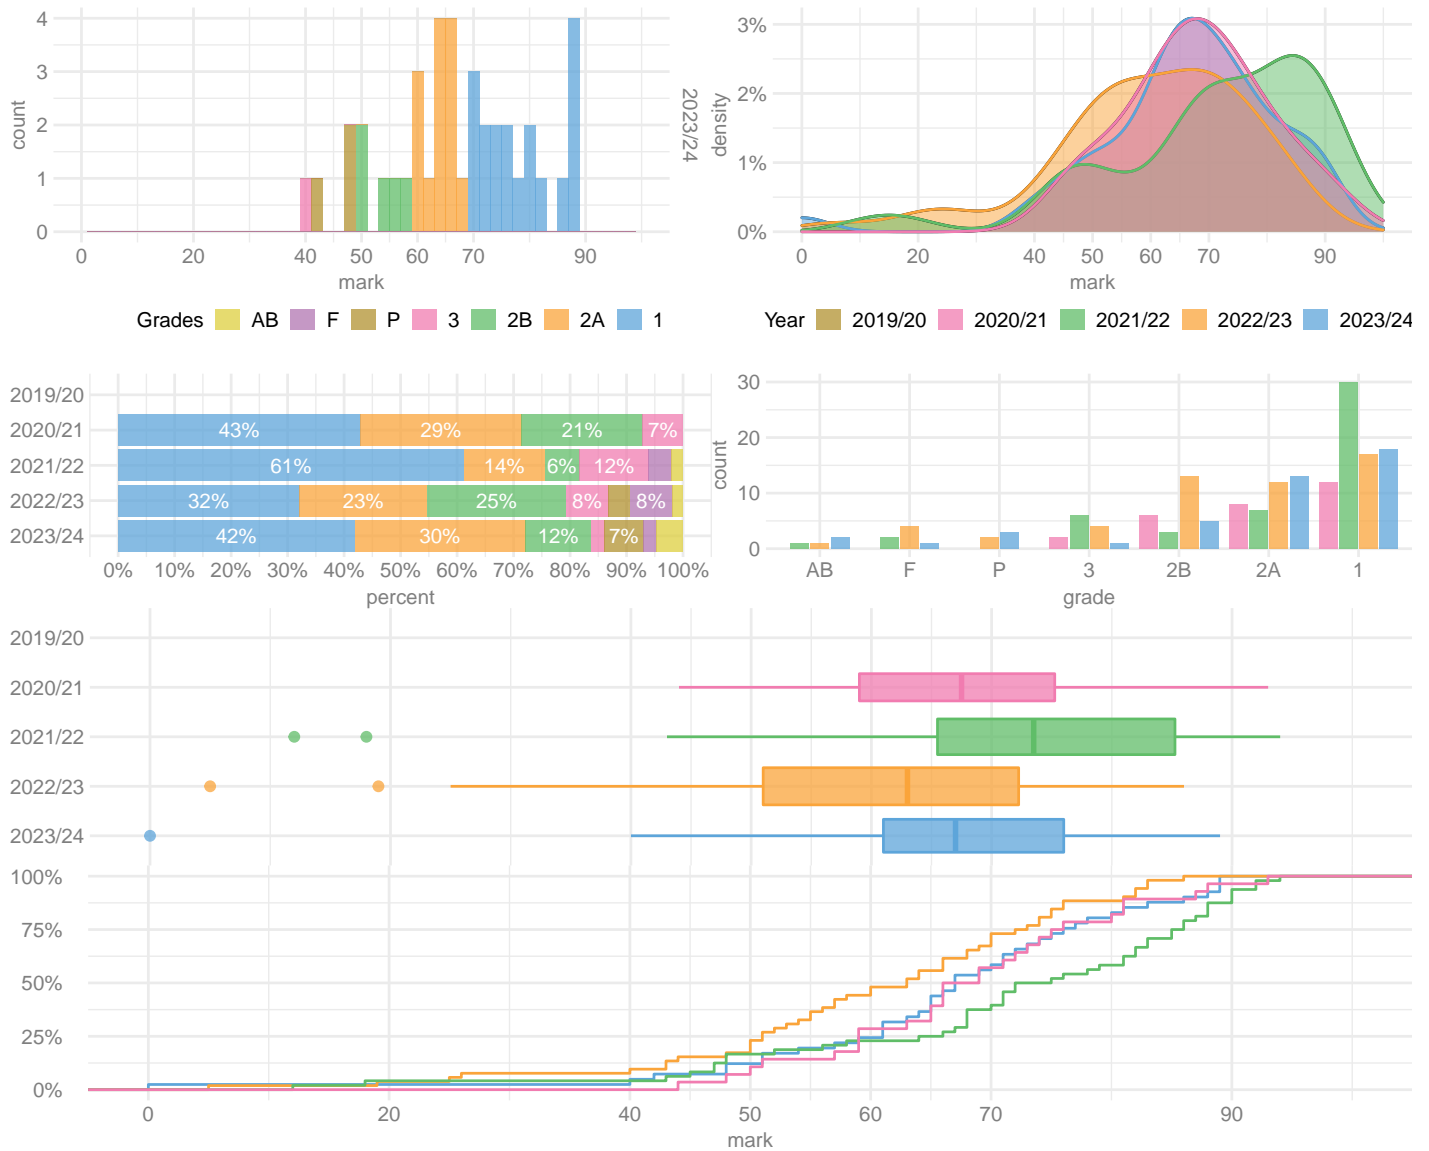 4
3
2
1
0
count
0 20 40 50 60 70 90
mark
2023/24
Grades AB F P 3 2B 2A 1
3%
2%
1%
0%
density
0 20 40 50 60 70 90
mark
Year 2019/20 2020/21 2021/22 2022/23 2023/24
2019/20
2020/21 43% 29% 21% 7%
2021/22 61% 14% 6% 12%
2022/23 32% 23% 25% 8% 8%
2023/24 42% 30% 12% 7%
0% 10% 20% 30% 40% 50% 60% 70% 80% 90% 100%
percent
30
20
10
0
count
AB F P 3 2B 2A 1
grade
2019/20
2020/21
2021/22
2022/23
2023/24
100%
75%
50%
25%
0%
0 20 40 50 60 70 90
mark